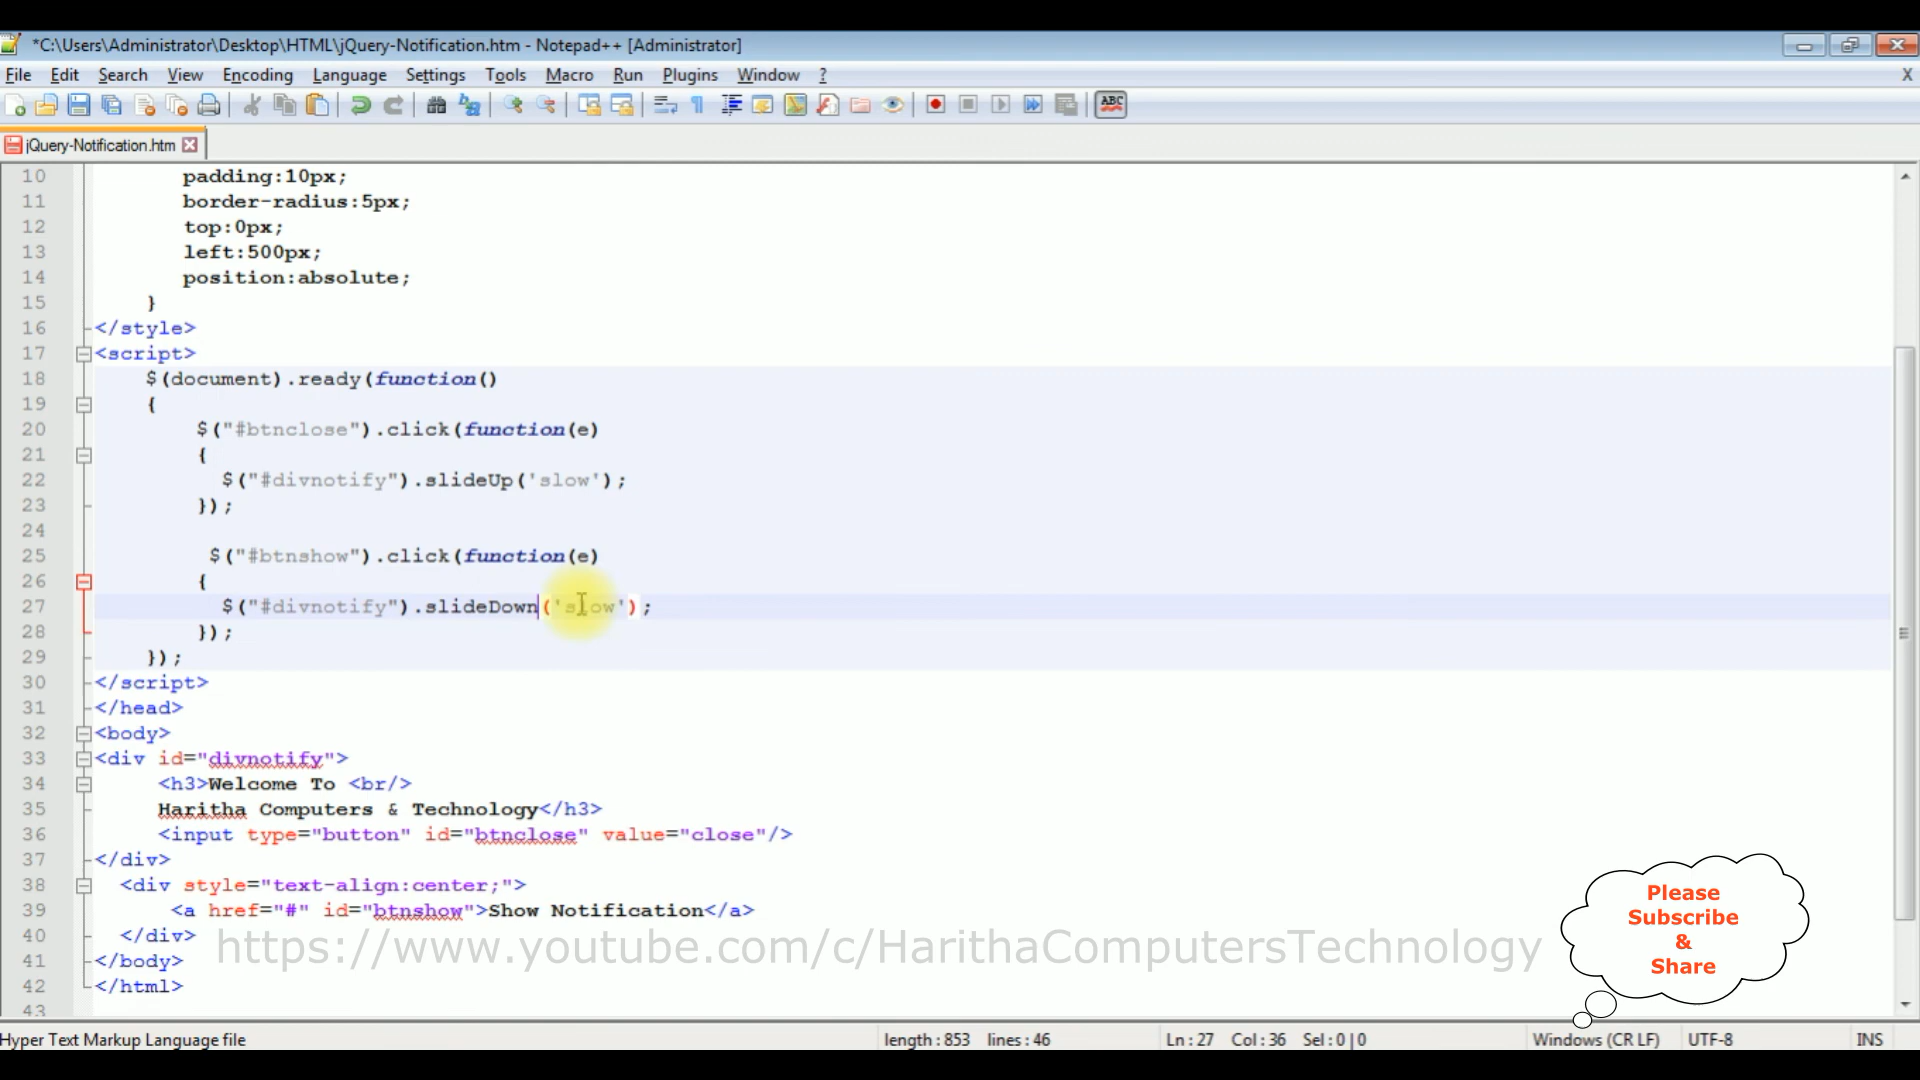 *C:\Users\Administrator\Desktop\HTML\jQuery-Notification.htm - Notepad++ [Administrator]
File Edit Search View Encoding Language Settings Tools Macro Run Plugins Window ? X
ABC
jQuery-Notification.htm
10 padding:10px;
11 border-radius:5px;
12 top:0px;
13 left:500px;
14 position:absolute;
15 }
16 </style>
17 <script>
18 $(document).ready(function()
19 {
20 $("#btnclose").click(function(e)
21 {
22 $("#divnotify").slideUp('slow');
23 });
24
25 $("#btnshow").click(function(e)
26 {
27 $("#divnotify").slideDown('slow');
28 });
29 });
30 </script>
31 </head>
32 <body>
33 <div id="divnotify">
34 <h3>Welcome To <br/>
35 Haritha Computers & Technology</h3>
36 <input type="button" id="btnclose" value="close"/>
37 </div>
38 <div style="text-align:center;">
39 <a href="#" id="btnshow">Show Notification</a>
40 </div>
41 </body>
42 </html>
43
https://www.youtube.com/c/HarithaComputersTechnology
Please
Subscribe
&
Share
Hyper Text Markup Language file length : 853 lines : 46 Ln : 27 Col : 36 Sel : 0 | 0 Windows (CR LF) UTF-8 INS